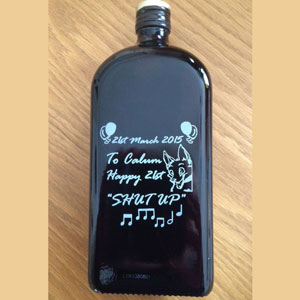 21st March 2015
To Calum
Happy 21st
"SHUT UP"